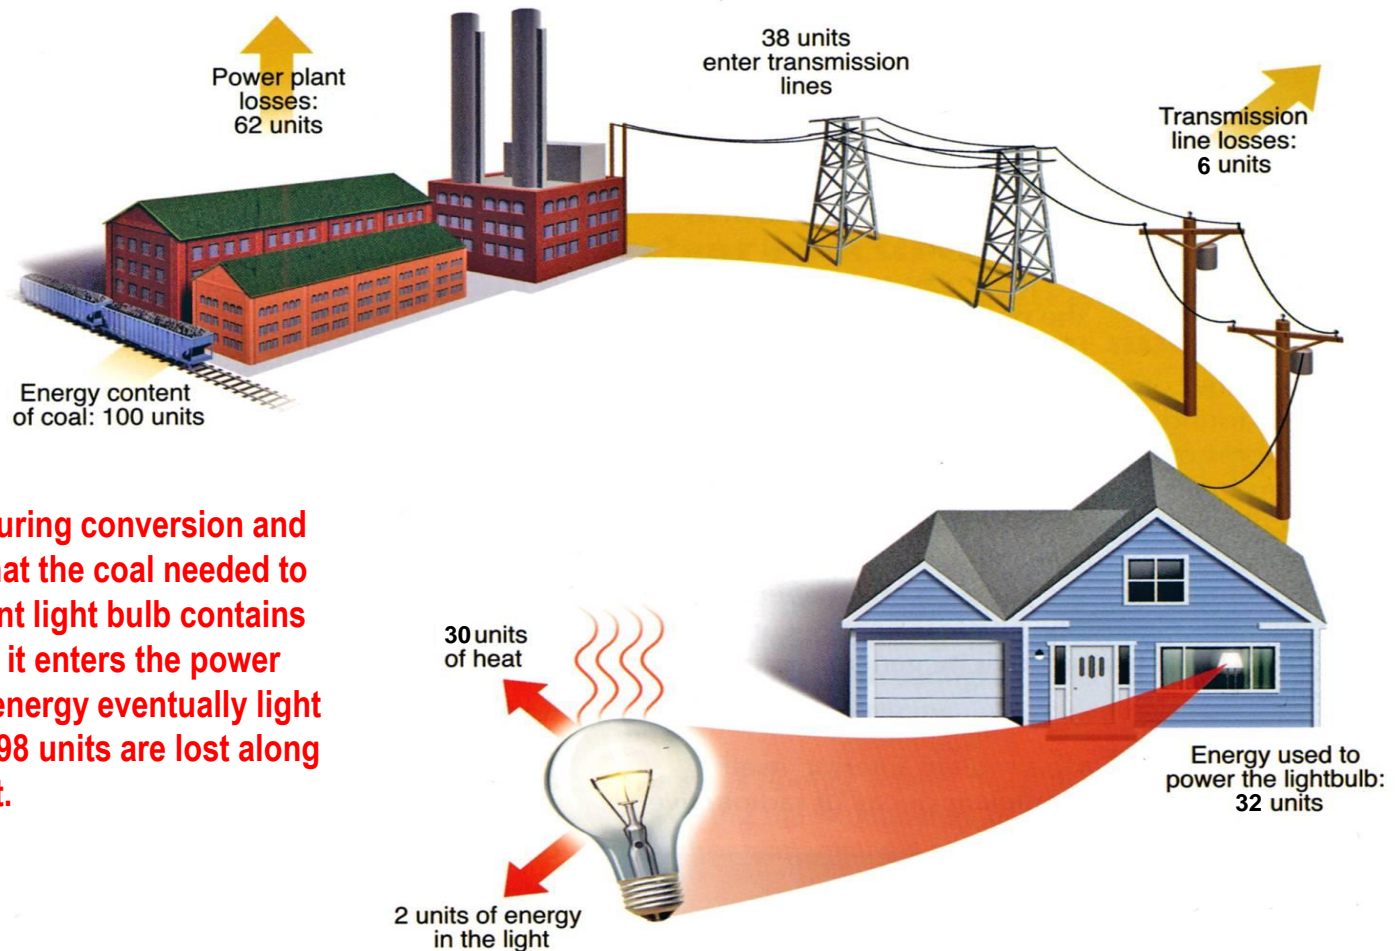 Power plant
losses:
62 units
38 units
enter transmission
lines
Transmission
line losses:
6 units
Energy content
of coal: 100 units
uring conversion and
hat the coal needed to
nt light bulb contains
it enters the power
energy eventually light
98 units are lost along
t.
30 units
of heat
Energy used to
power the lightbulb:
32 units
2 units of energy
in the light